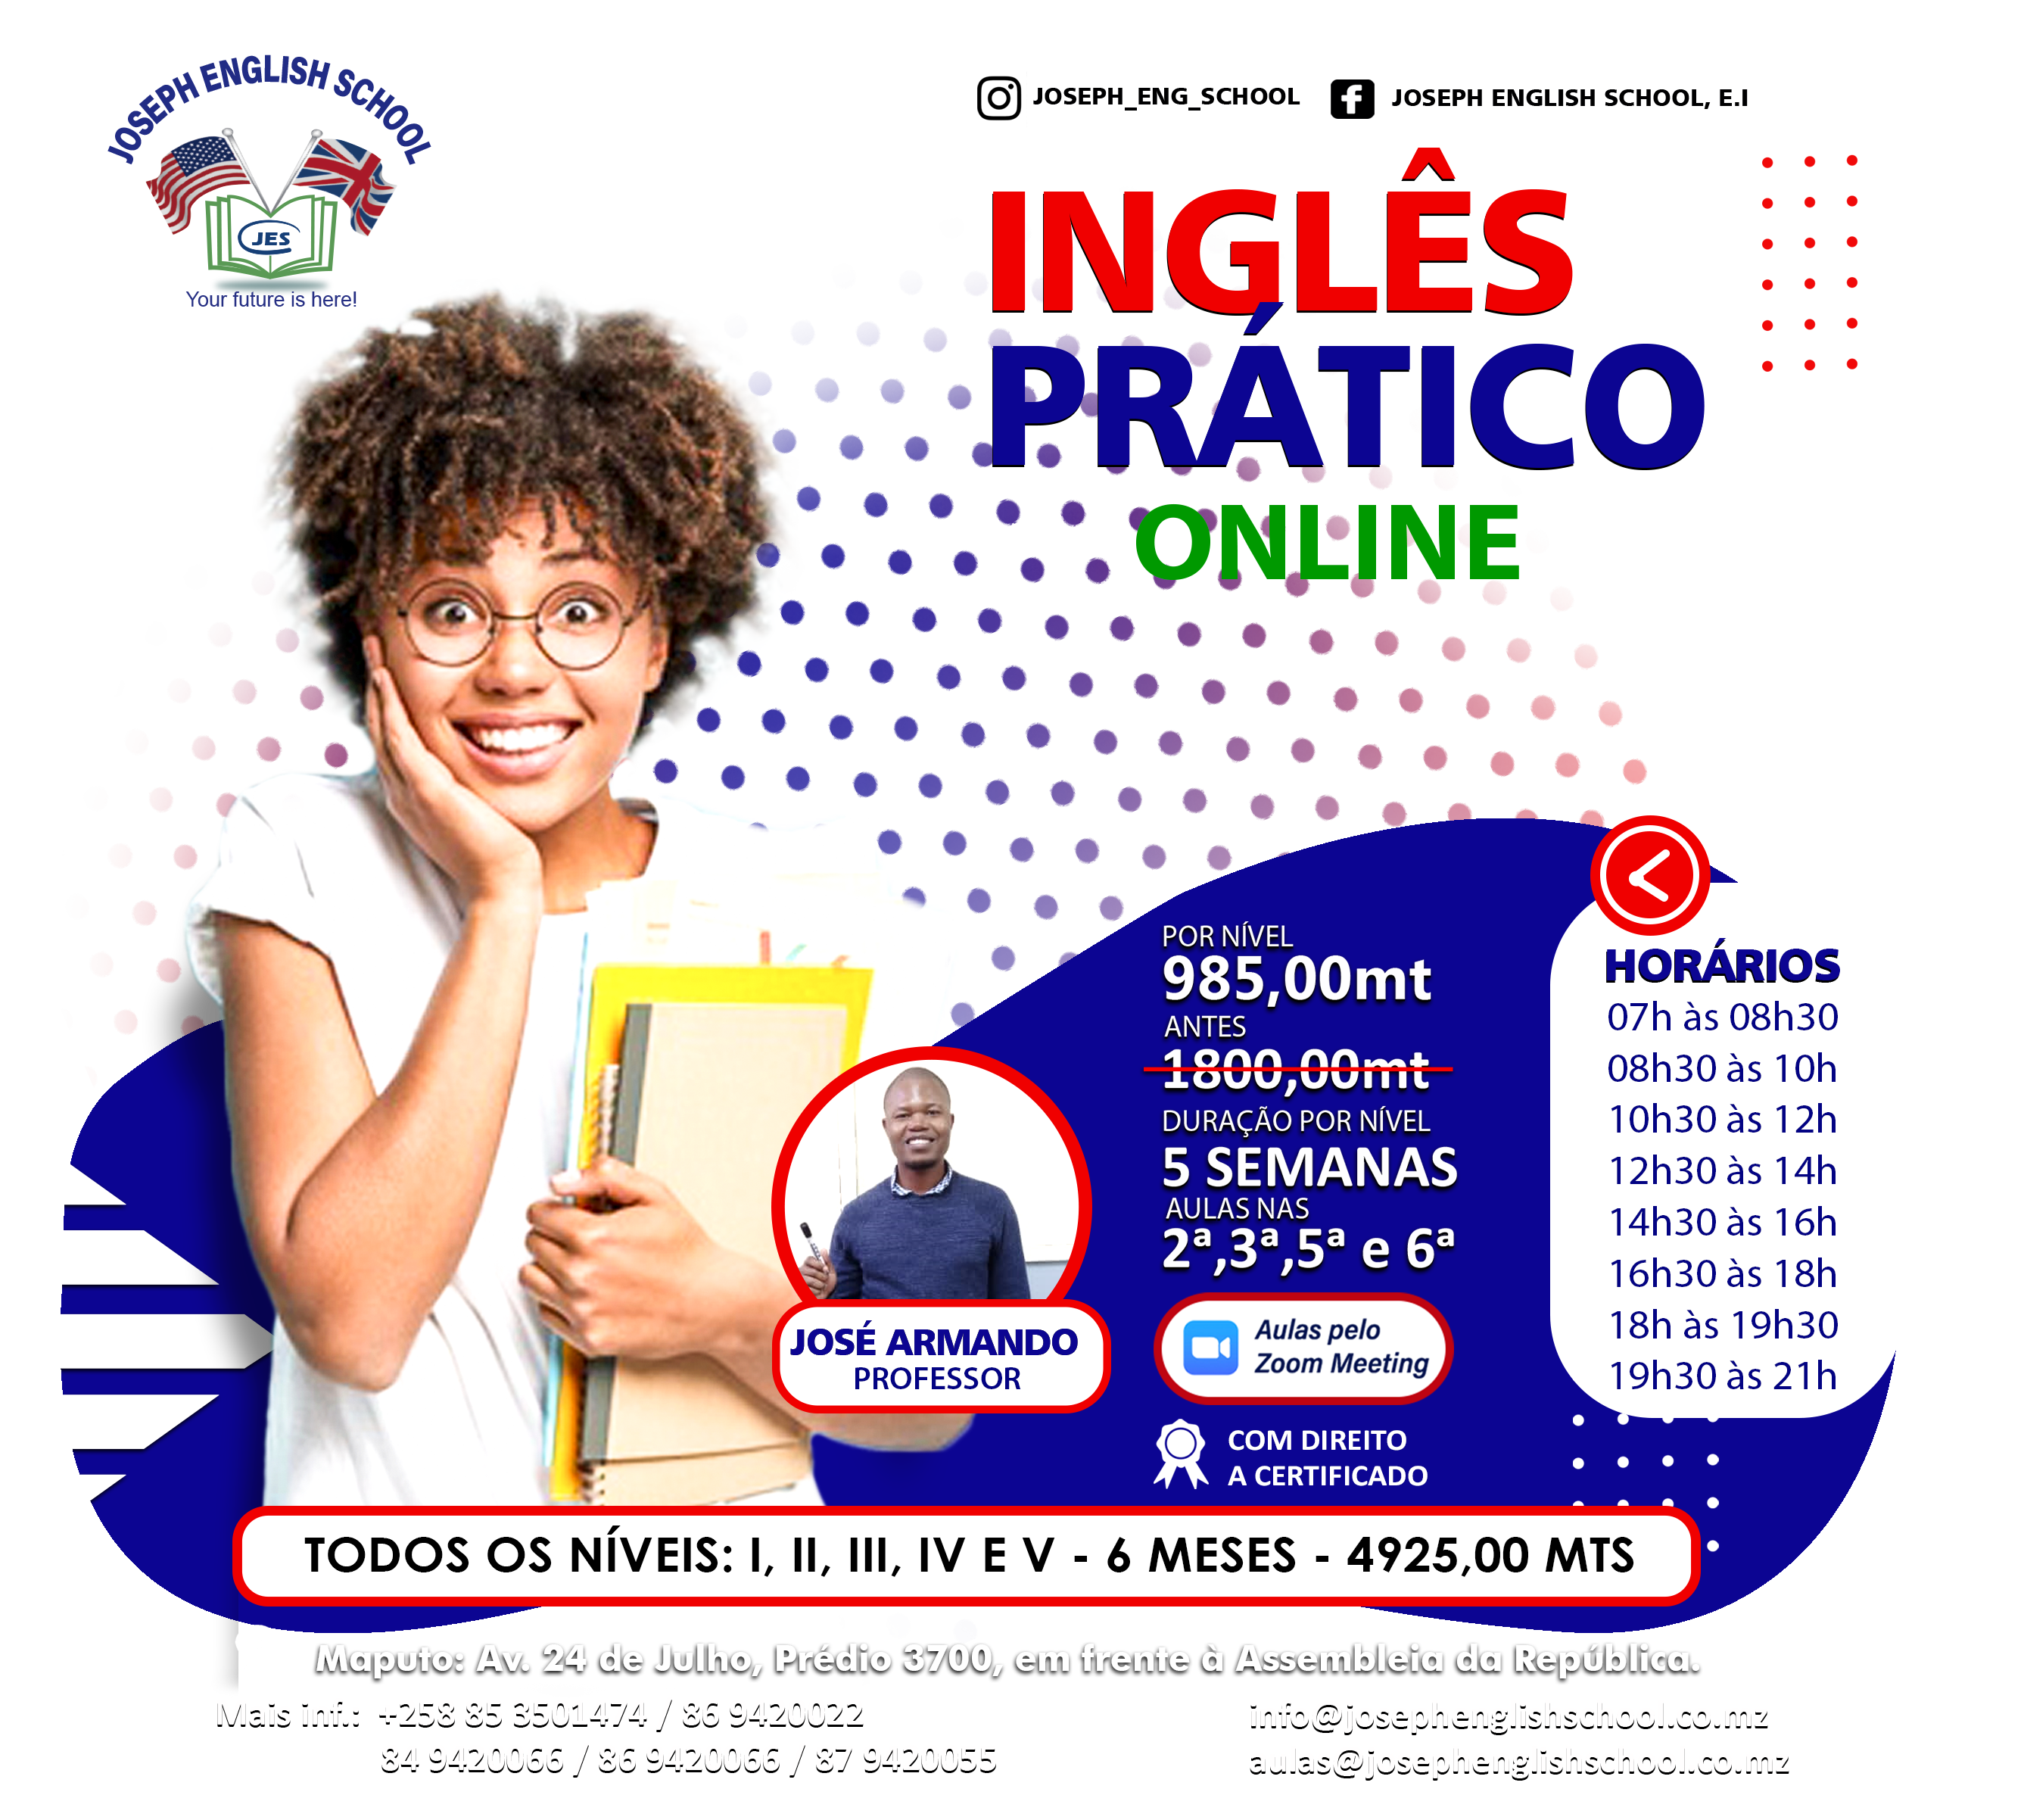 JOSEPH ENGLISH SCHOOL
JES
Your future is here!
JOSEPH_ENG_SCHOOL
JOSEPH ENGLISH SCHOOL, E.I
INGLÊS
PRÁTICO
ONLINE
POR NÍVEL
985,00mt
ANTES
1800,00mt
DURAÇÃO POR NÍVEL
5 SEMANAS
AULAS NAS
2ª,3ª,5ª e 6ª
Aulas pelo
Zoom Meeting
COM DIREITO
A CERTIFICADO
HORÁRIOS
07h às 08h30
08h30 às 10h
10h30 às 12h
12h30 às 14h
14h30 às 16h
16h30 às 18h
18h às 19h30
19h30 às 21h
JOSÉ ARMANDO
PROFESSOR
TODOS OS NÍVEIS: I, II, III, IV E V - 6 MESES - 4925,00 MTS
Maputo: Av. 24 de Julho, Prédio 3700, em frente à Assembleia da República.
Mais inf.: +258 85 3501474 / 86 9420022
84 9420066 / 86 9420066 / 87 9420055
info@josephenglishschool.co.mz
aulas@josephenglishschool.co.mz